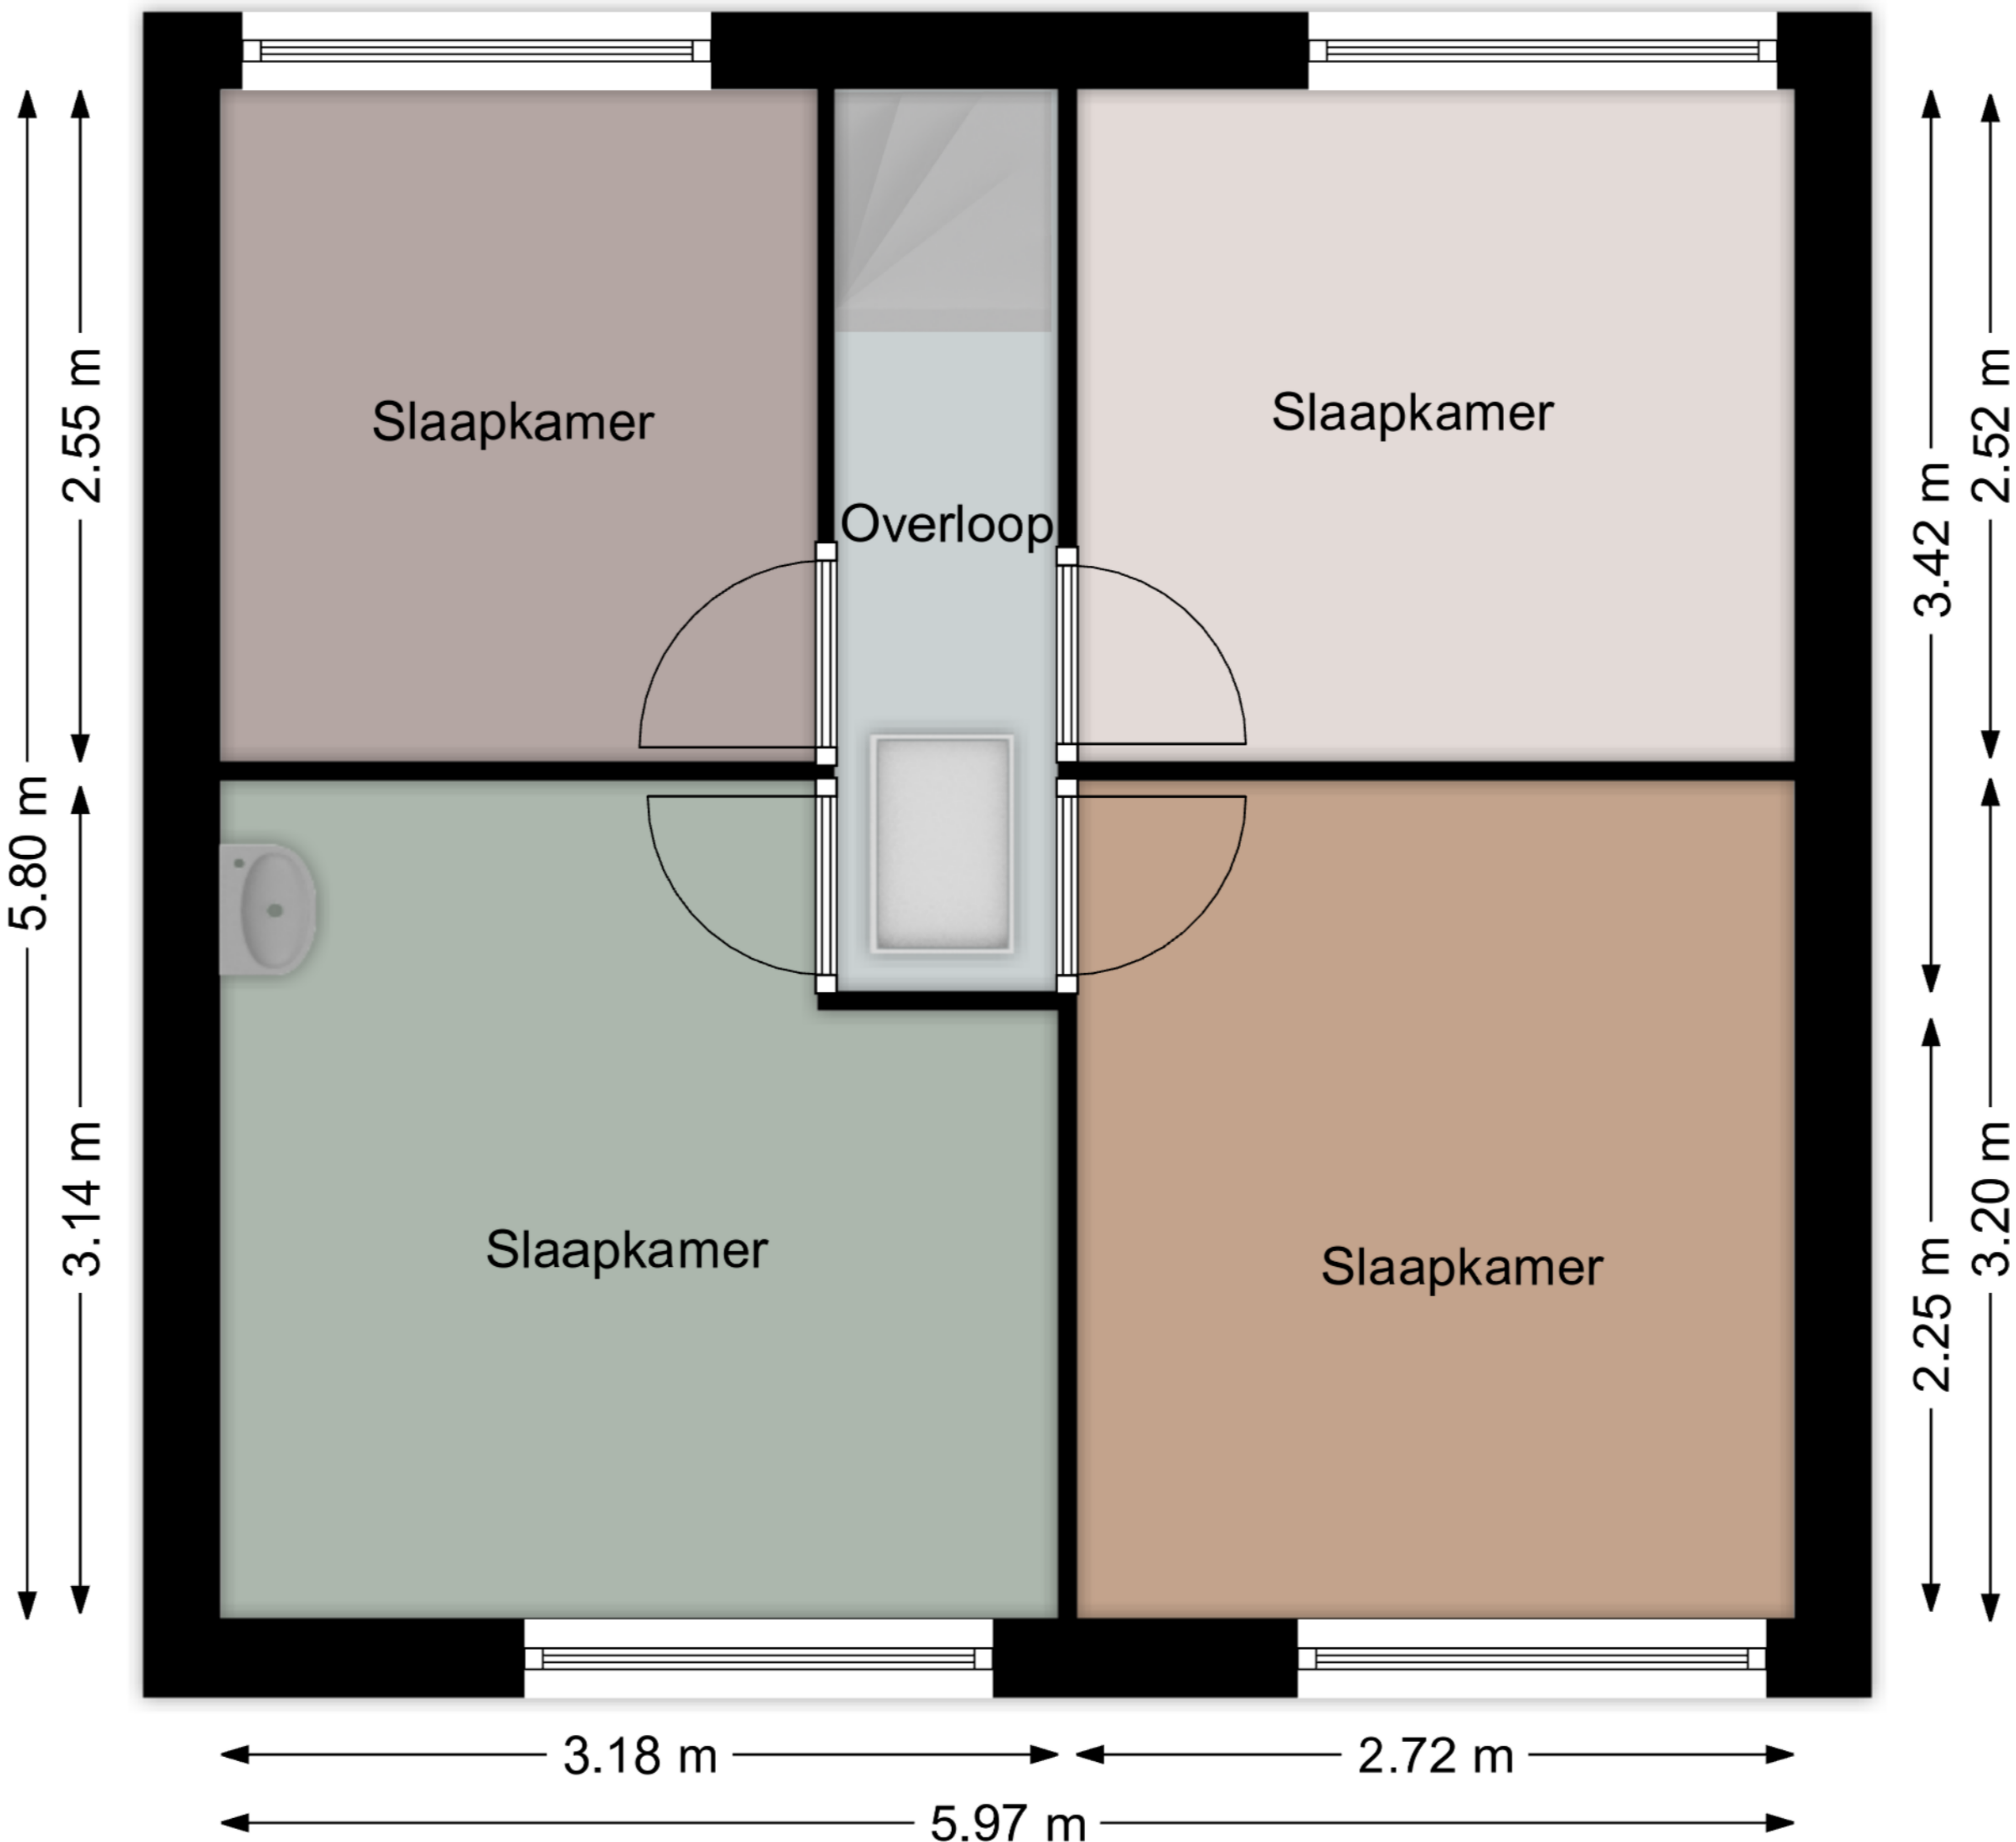 2.55 m
5.80 m
3.14 m
Slaapkamer
Slaapkamer
Overloop
Slaapkamer
Slaapkamer
3.42 m
2.52 m
2.25 m
3.20 m
3.18 m
2.72 m
5.97 m